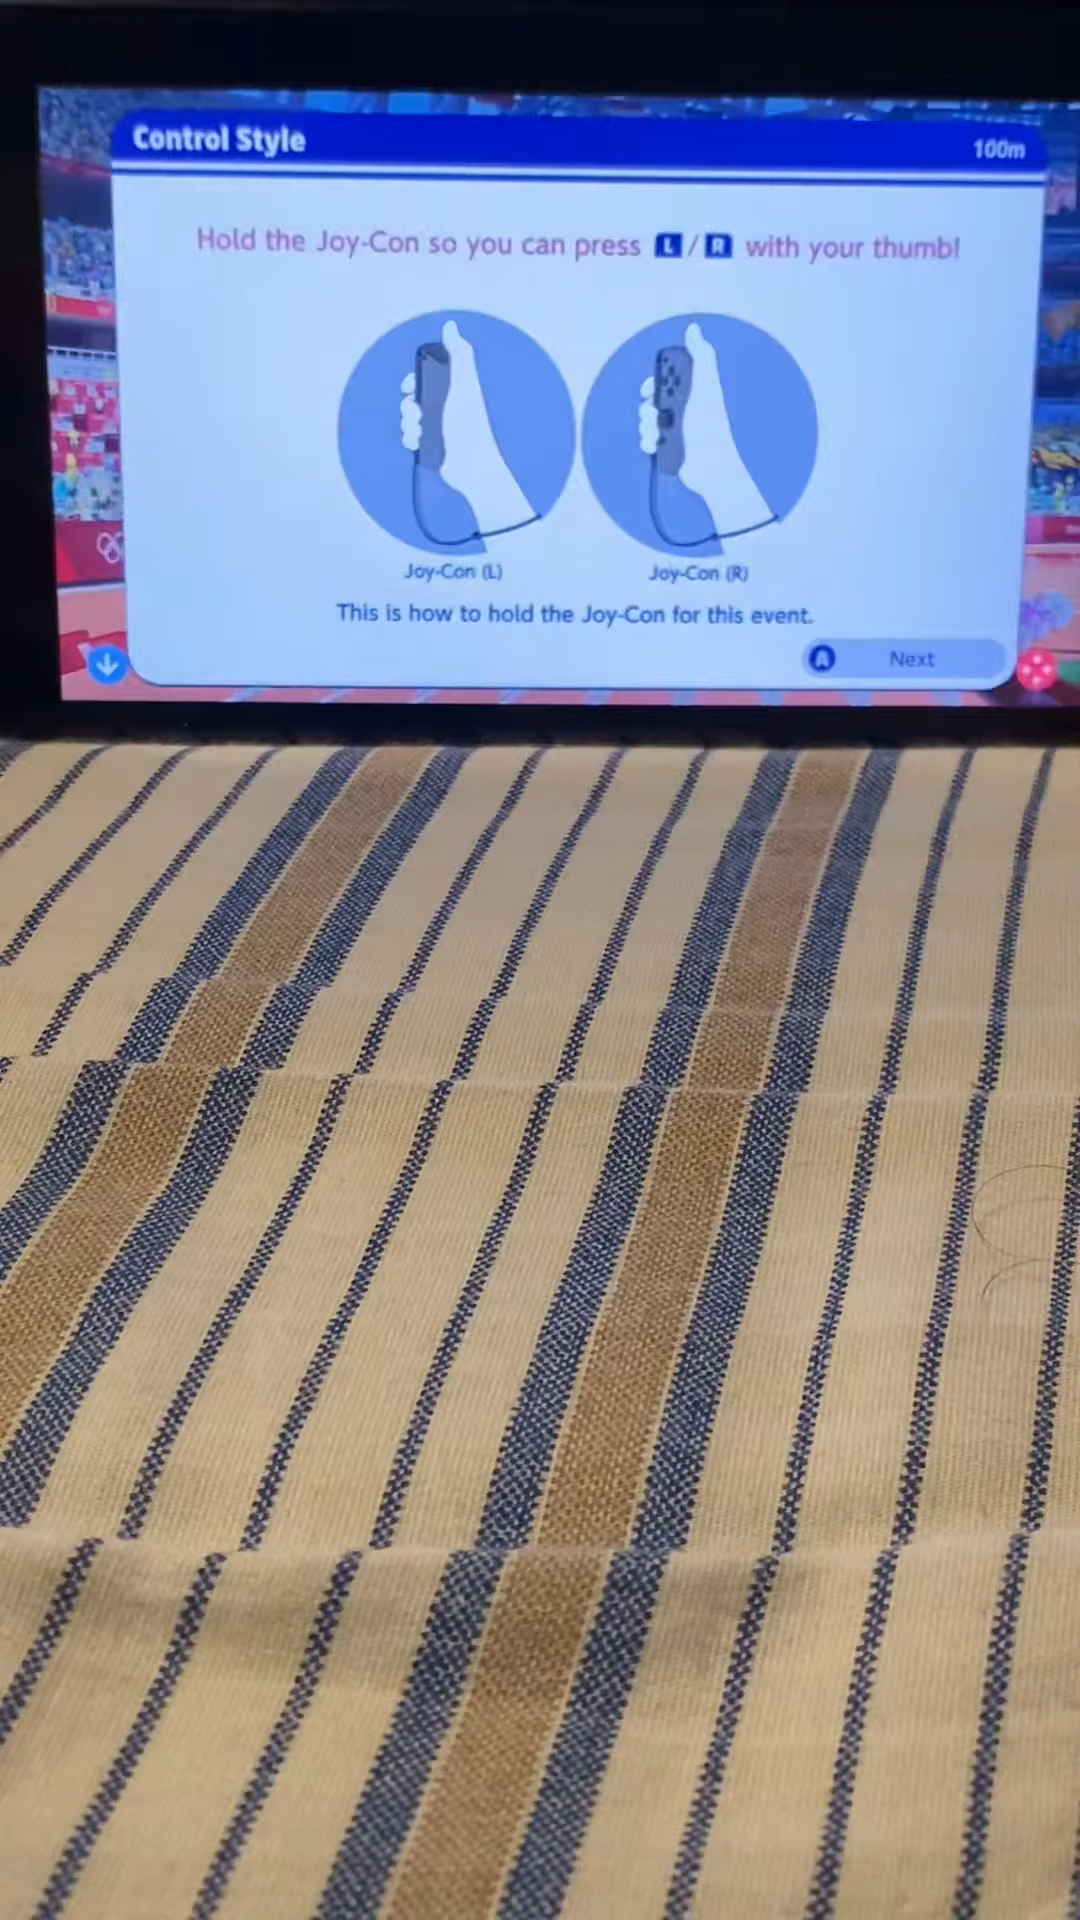 Control Style
100m
Hold the Joy-Con so you can press L / R with your thumb!
Joy-Con (L)
Joy-Con (R)
This is how to hold the Joy-Con for this event.
A Next